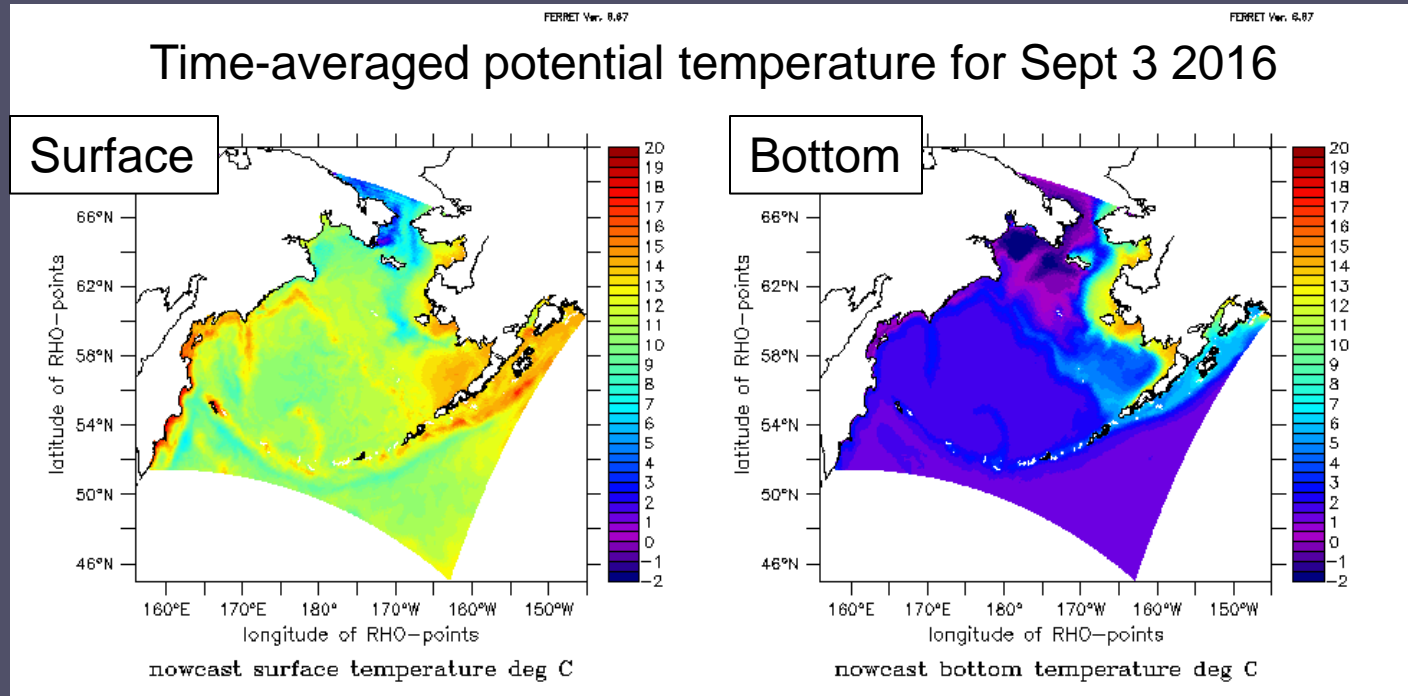 FERRET Ver. 6.67
FERRET Ver. 6.67
Time-averaged potential temperature for Sept 3 2016
Surface
Bottom
20
19
18
17
16
15
14
13
12
11
10
9
8
7
6
5
4
3
2
1
0
-1
-2
20
19
18
17
16
15
14
13
12
11
10
9
8
7
6
5
4
3
2
1
0
-1
-2
66°N
62°N
58°N
54°N
50°N
46°N
66°N
62°N
58°N
54°N
50°N
46°N
latitude of RHO-points
latitude of RHO-points
160°E 170°E 180° 170°W 160°W 150°W
160°E 170°E 180° 170°W 160°W 150°W
longitude of RHO-points
longitude of RHO-points
nowcast surface temperature deg C
nowcast bottom temperature deg C